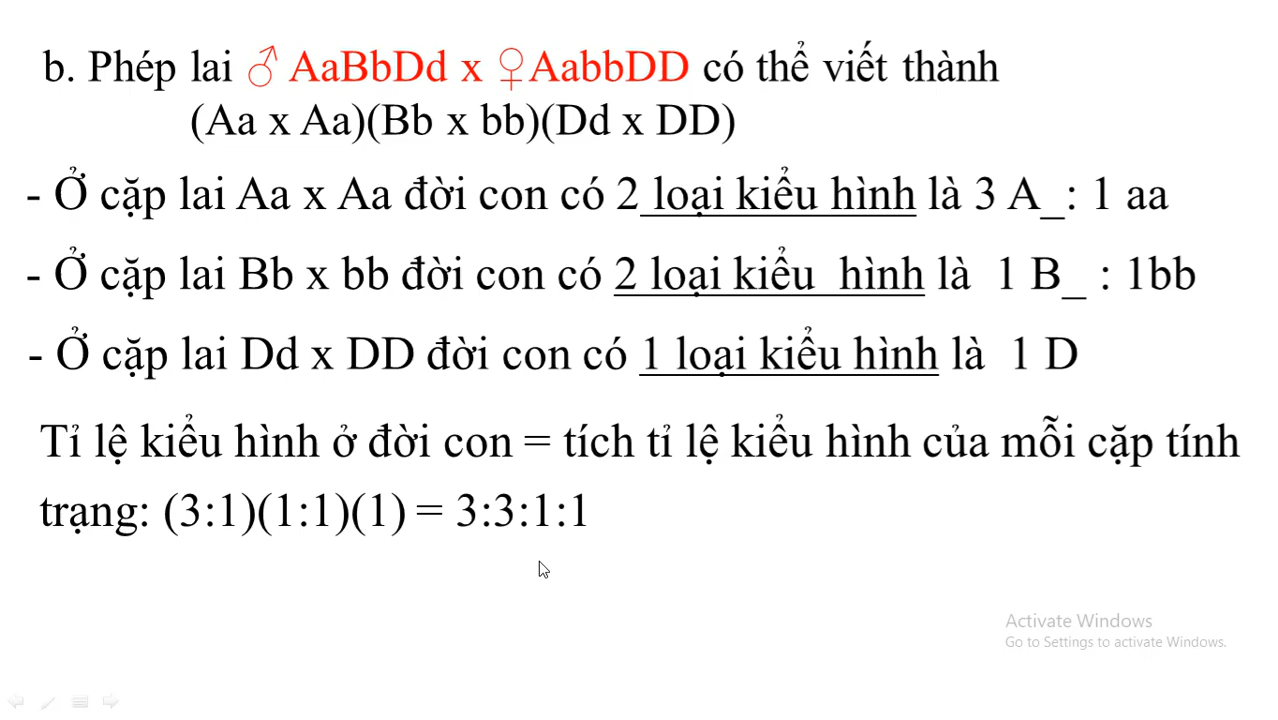 b. Phép lai ♂ AaBbDd x ♀AabbDD có thể viết thành
(Aa x Aa)(Bb x bb)(Dd x DD)
- Ở cặp lai Aa x Aa đời con có 2 loại kiểu hình là 3 A_: 1 aa
- Ở cặp lai Bb x bb đời con có 2 loại kiểu hình là 1 B_ : 1bb
- Ở cặp lai Dd x DD đời con có 1 loại kiểu hình là 1 D
Tỉ lệ kiểu hình ở đời con = tích tỉ lệ kiểu hình của mỗi cặp tính
trạng: (3:1)(1:1)(1) = 3:3:1:1
Activate Windows
Go to Settings to activate Windows.